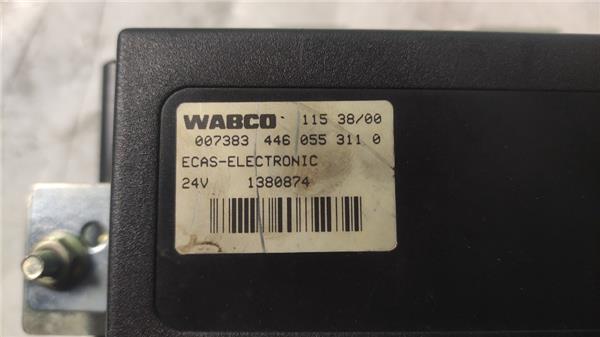 WABCO 115 38/00
007383 446 055 311 0
ECAS-ELECTRONIC
24V 1380874